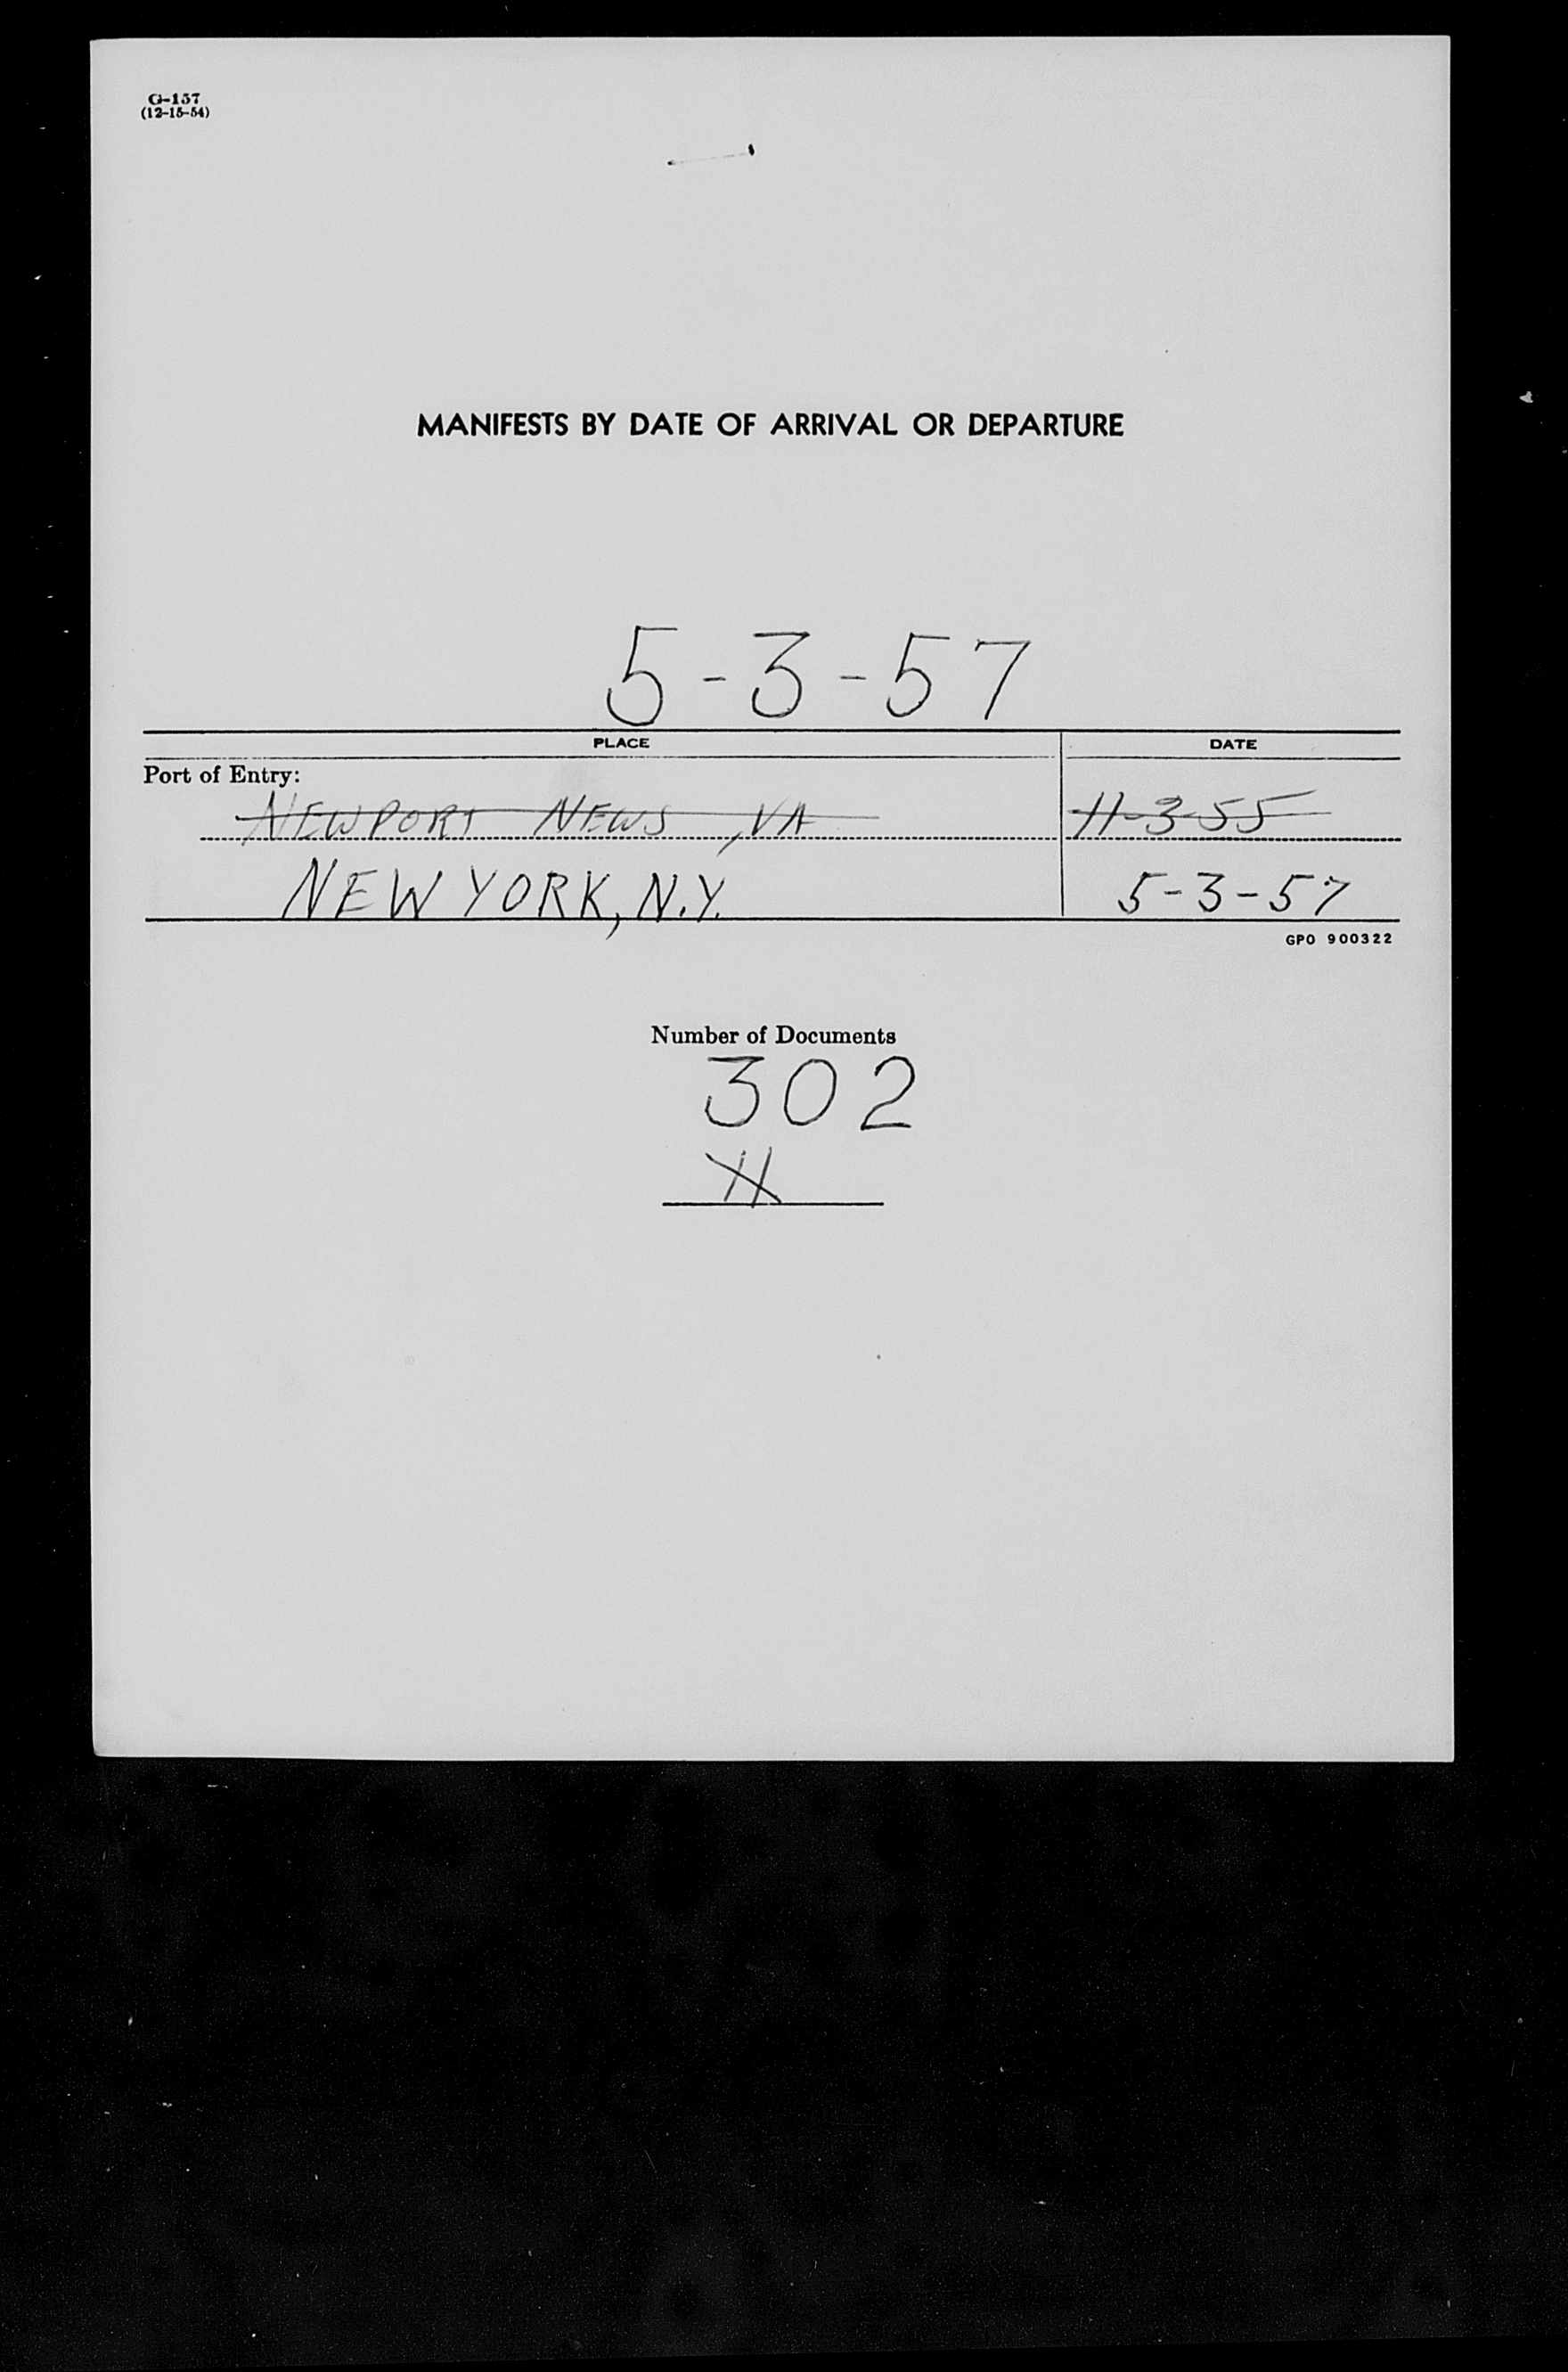 G-157
(12-15-54)
MANIFESTS BY DATE OF ARRIVAL OR DEPARTURE
5-3-57
PLACE DATE
Port of Entry:
NEWPORT NEWS, VA 11-3-55
NEW YORK, N.Y. 5-3-57
GPO 900322
Number of Documents
302
11